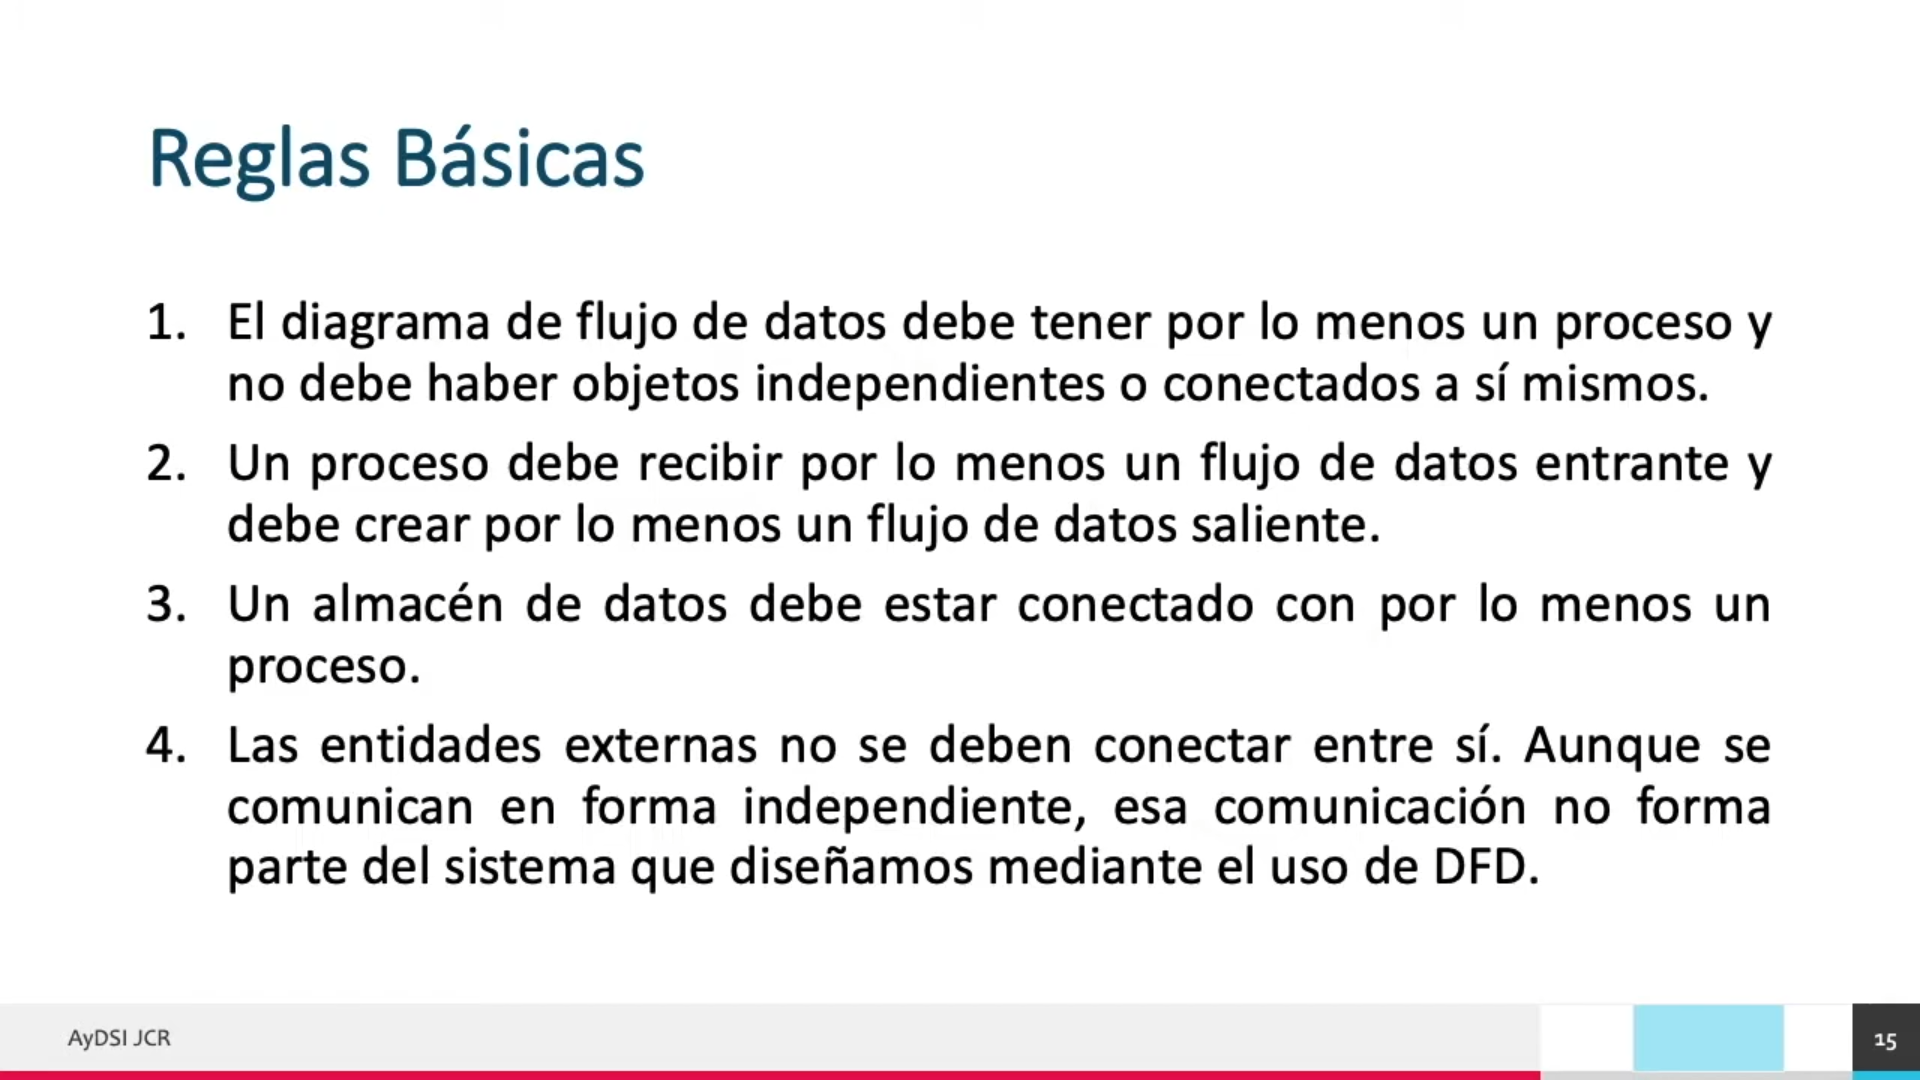 Reglas Básicas
1. El diagrama de flujo de datos debe tener por lo menos un proceso y
no debe haber objetos independientes o conectados a sí mismos.
2. Un proceso debe recibir por lo menos un flujo de datos entrante y
debe crear por lo menos un flujo de datos saliente.
3. Un almacén de datos debe estar conectado con por lo menos un
proceso.
4. Las entidades externas no se deben conectar entre sí. Aunque se
comunican en forma independiente, esa comunicación no forma
parte del sistema que diseñamos mediante el uso de DFD.
AyDSI JCR
15